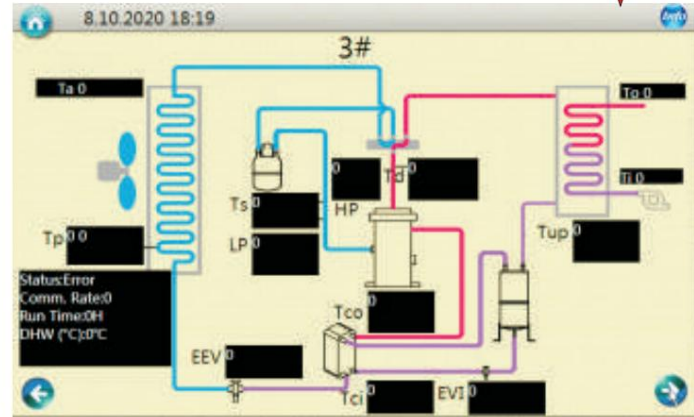 8.10.2020 18:19
Info
3#
Ta 0
To 0
0
Td 0
Ti 0
Ts 0
HP
Tp 0 0
LP 0
Tup 0
Status:Error
Comm. Rate:0
Run Time:0H
DHW (°C):0°C
0
Tco
EEV 0
Tci 0
EVI 0